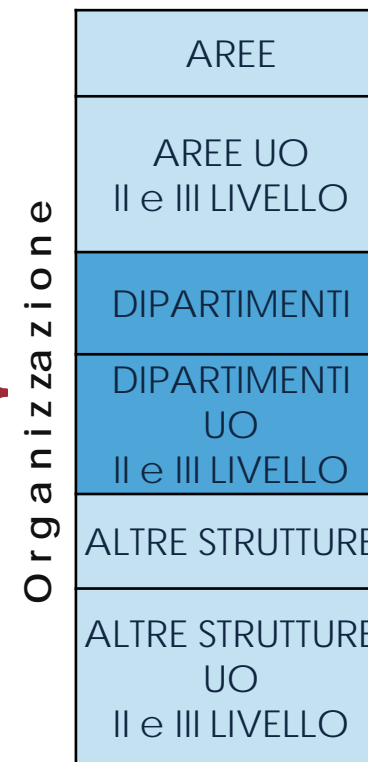 Organizzazione
AREE
AREE UO
II e III LIVELLO
DIPARTIMENTI
DIPARTIMENTI
UO
II e III LIVELLO
ALTRE STRUTTURE
ALTRE STRUTTURE
UO
II e III LIVELLO